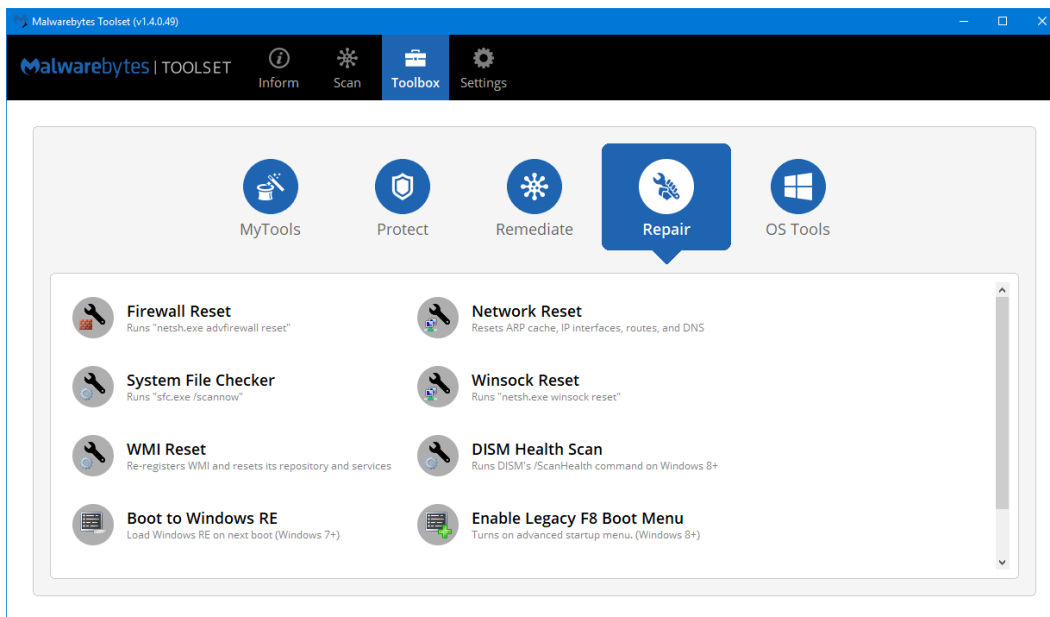 Malwarebytes Toolset (v1.4.0.49)
Malwarebytes | TOOLSET
Inform
Scan
Toolbox
Settings
MyTools
Protect
Remediate
Repair
OS Tools
Firewall Reset
Runs "netsh.exe advfirewall reset"
Network Reset
Resets ARP cache, IP interfaces, routes, and DNS
System File Checker
Runs "sfc.exe /scannow"
Winsock Reset
Runs "netsh.exe winsock reset"
WMI Reset
Re-registers WMI and resets its repository and services
DISM Health Scan
Runs DISM's /ScanHealth command on Windows 8+
Boot to Windows RE
Load Windows RE on next boot (Windows 7+)
Enable Legacy F8 Boot Menu
Turns on advanced startup menu. (Windows 8+)